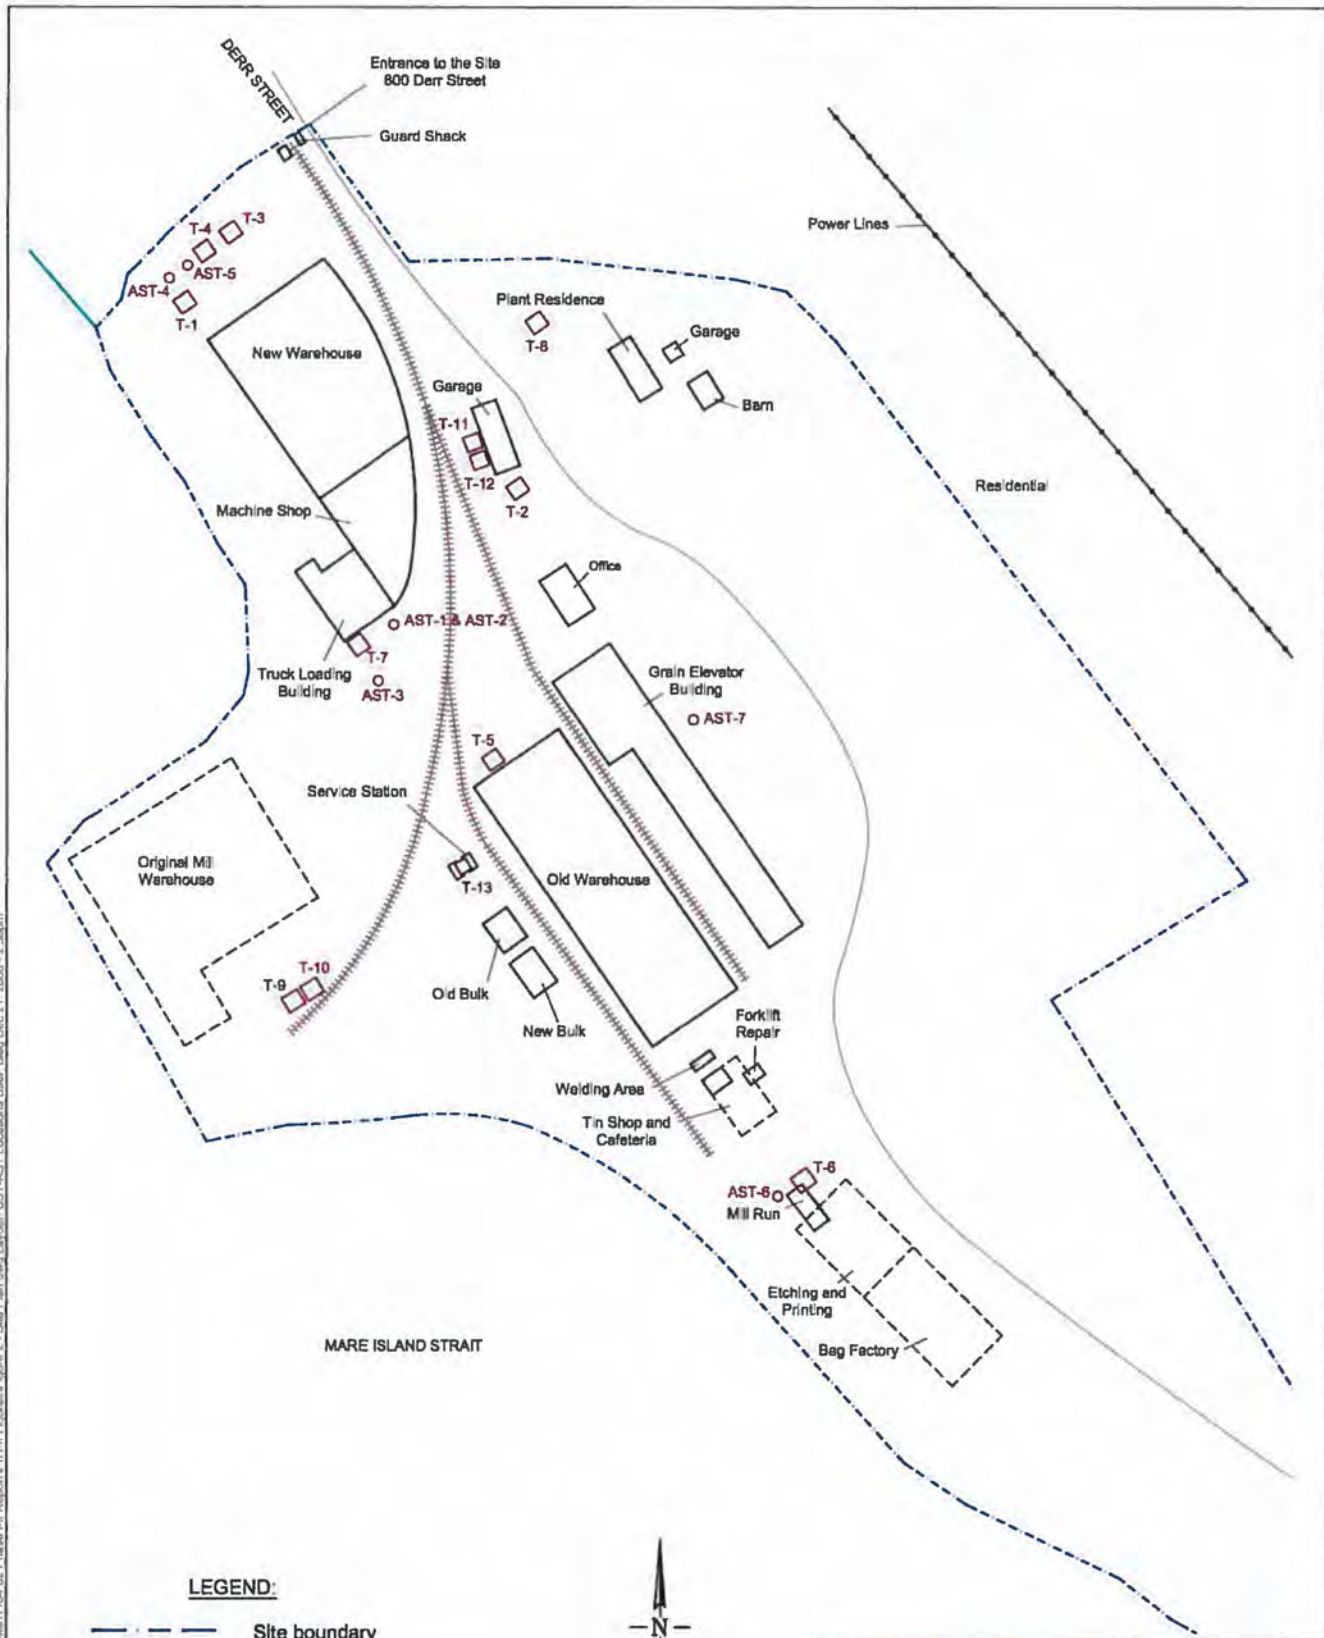 DERR STREET
Entrance to the Site
800 Derr Street
Guard Shack
T-4
T-3
AST-5
AST-4
T-1
Power Lines
Plant Residence
Garage
T-8
Barn
New Warehouse
Garage
T-11
T-12
T-2
Residential
Machine Shop
Office
AST-1 & AST-2
T-7
Truck Loading
Building
AST-3
Grain Elevator
Building
AST-7
T-5
Service Station
Original Mill
Warehouse
T-13
Old Warehouse
T-10
T-9
Old Bulk
New Bulk
Forklift
Repair
Welding Area
Tin Shop and
Cafeteria
T-6
AST-6
Mill Run
Etching and
Printing
Bag Factory
MARE ISLAND STRAIT
LEGEND:
Site boundary
N